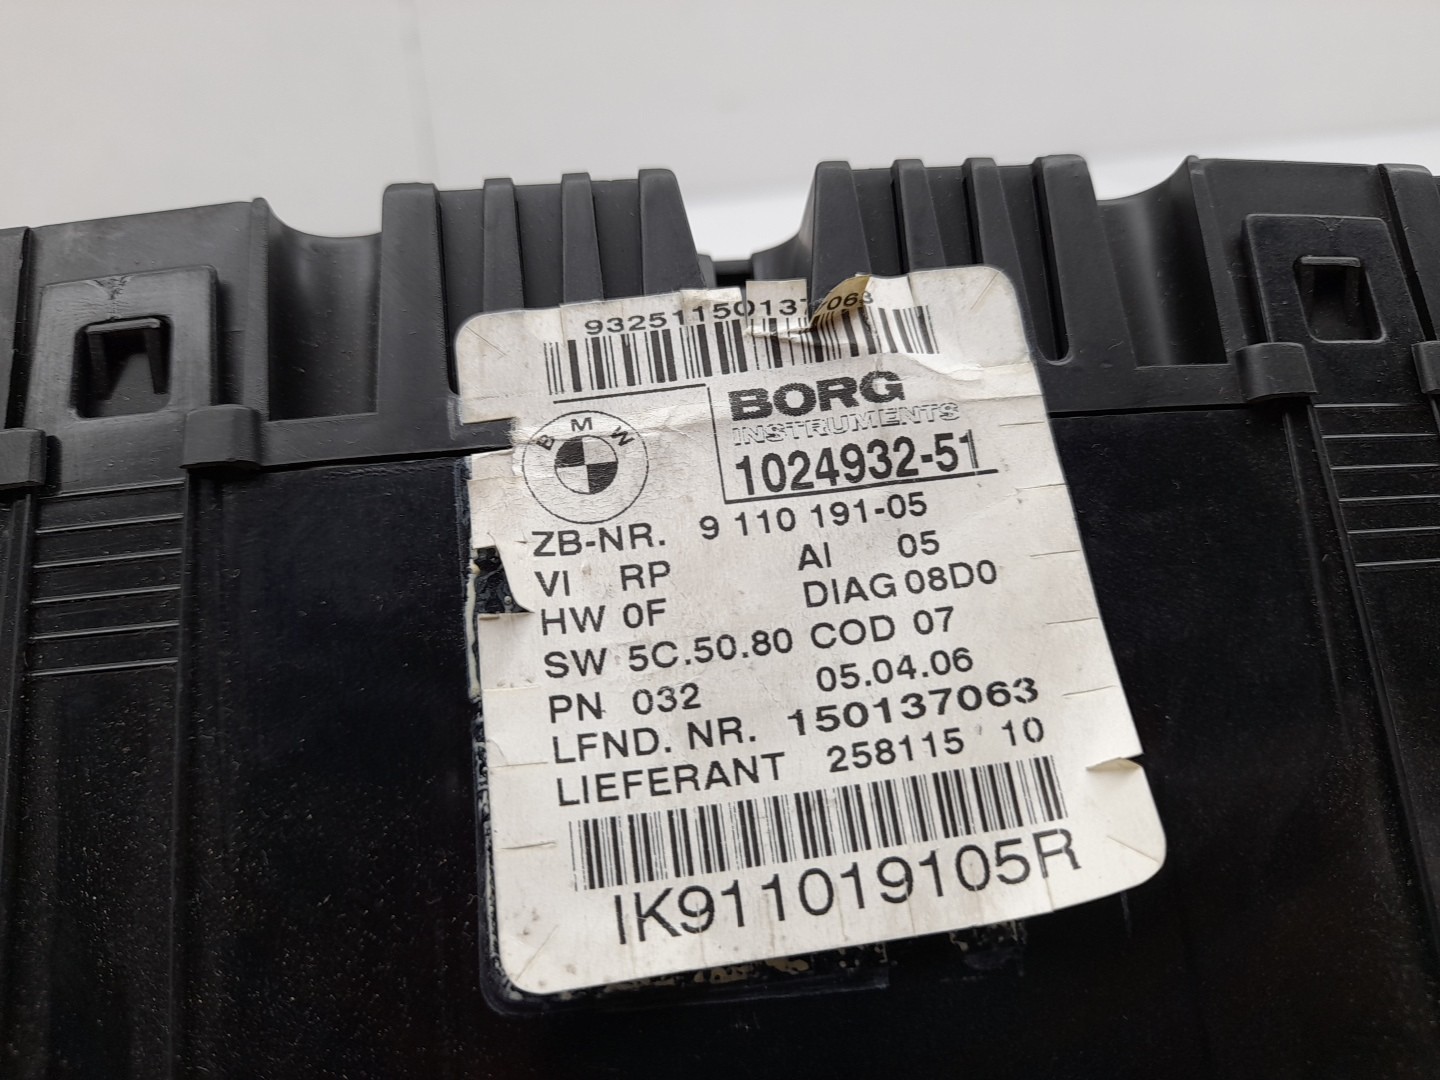 93251150137063
BORG
INSTRUMENTS
BMW
1024932-51
ZB-NR. 9 110 191-05
VI RP AI 05
HW 0F DIAG 08D0
SW 5C.50.80 COD 07
PN 032 05.04.06
LFND. NR. 150137063
LIEFERANT 258115 10
IK911019105R